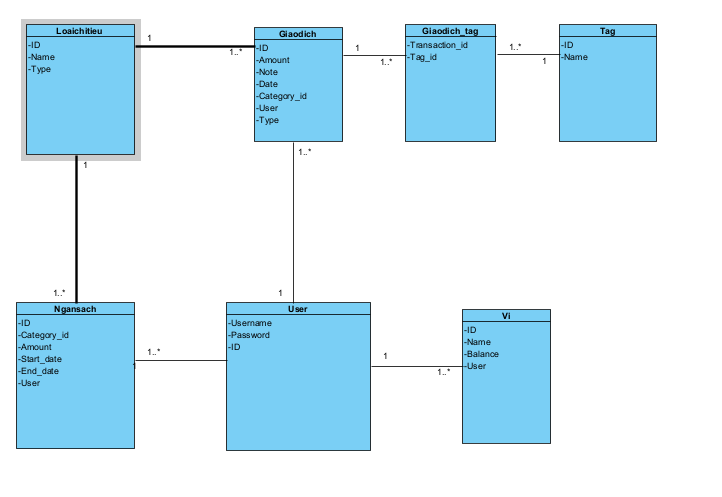 Loaichitieu
-ID
-Name
-Type
1
1..*
Giaodich
-ID
-Amount
-Note
-Date
-Category_id
-User
-Type
1
1..*
Giaodich_tag
-Transaction_id
-Tag_id
1..*
1
Tag
-ID
-Name
1
1..*
1..*
1
Ngansach
-ID
-Category_id
-Amount
-Start_date
-End_date
-User
1..*
1
User
-Username
-Password
-ID
1
1..*
Vi
-ID
-Name
-Balance
-User